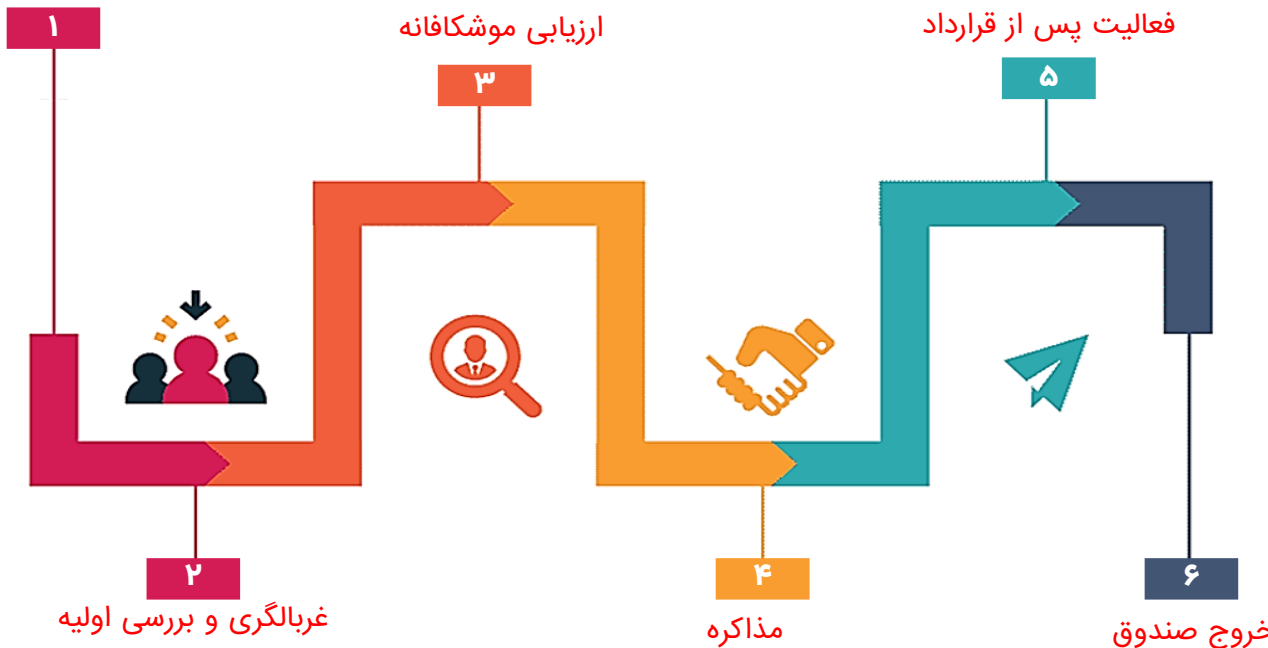 ۱
۲
غربالگری و بررسی اولیه
ارزیابی موشکافانه
۳
۴
مذاکره
فعالیت پس از قرارداد
۵
۶
خروج صندوق